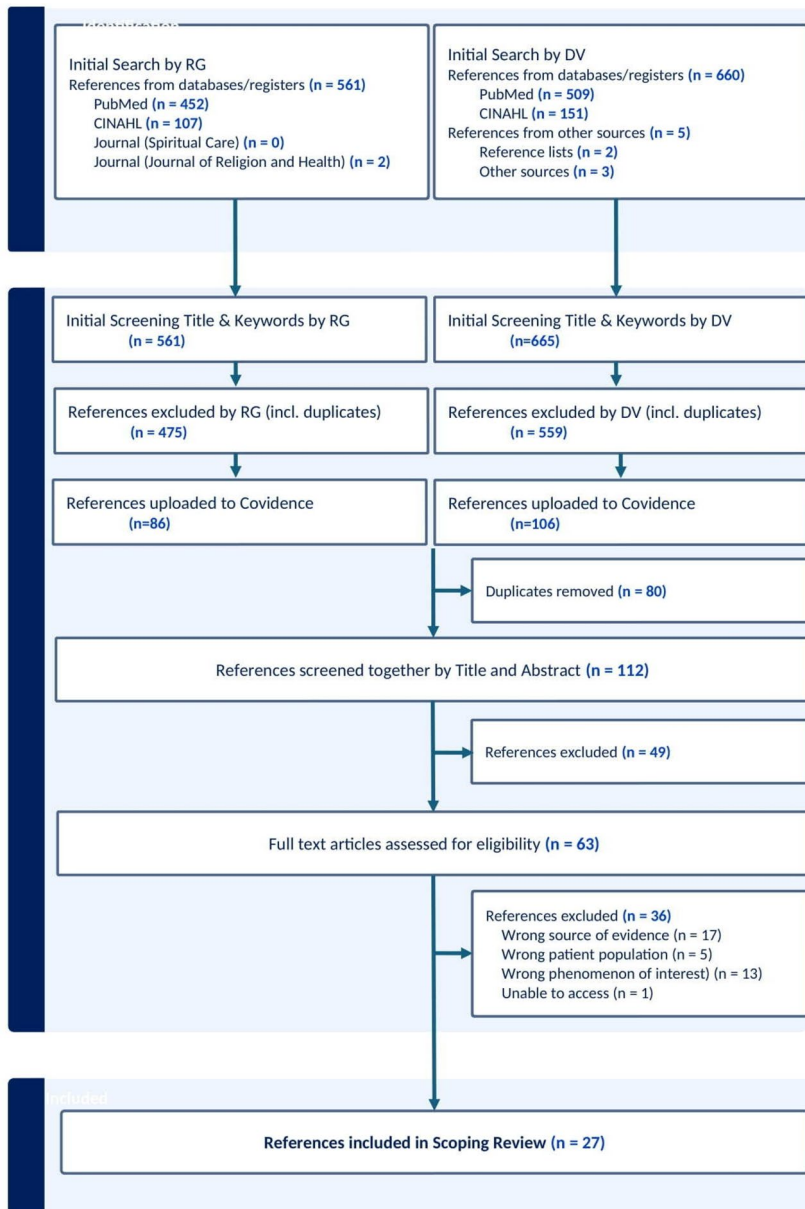 Identification
Initial Search by RG
References from databases/registers (n = 561)
PubMed (n = 452)
CINAHL (n = 107)
Journal (Spiritual Care) (n = 0)
Journal (Journal of Religion and Health) (n = 2)
Initial Search by DV
References from databases/registers (n = 660)
PubMed (n = 509)
CINAHL (n = 151)
References from other sources (n = 5)
Reference lists (n = 2)
Other sources (n = 3)
Initial Screening Title & Keywords by RG
(n = 561)
Initial Screening Title & Keywords by DV
(n=665)
References excluded by RG (incl. duplicates)
(n = 475)
References excluded by DV (incl. duplicates)
(n = 559)
References uploaded to Covidence
(n=86)
References uploaded to Covidence
(n=106)
Duplicates removed (n = 80)
References screened together by Title and Abstract (n = 112)
References excluded (n = 49)
Full text articles assessed for eligibility (n = 63)
References excluded (n = 36)
Wrong source of evidence (n = 17)
Wrong patient population (n = 5)
Wrong phenomenon of interest) (n = 13)
Unable to access (n = 1)
Included
References included in Scoping Review (n = 27)